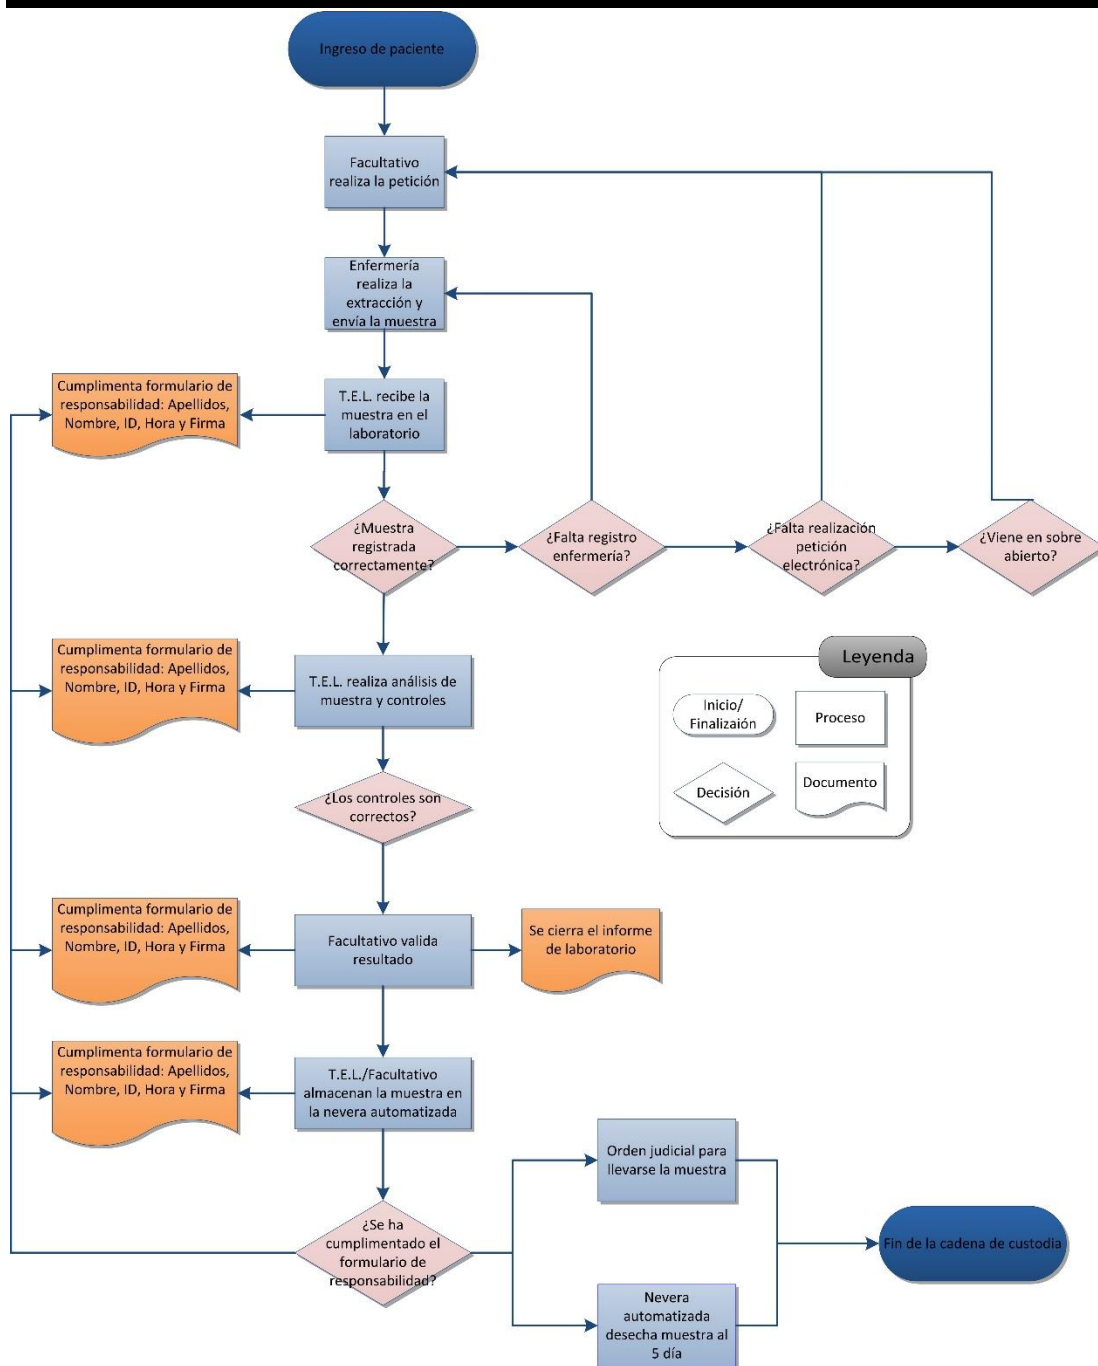 Ingreso de paciente
Facultativo
realiza la petición
Enfermería
realiza la
extracción y
envía la muestra
Cumplimenta formulario de
responsabilidad: Apellidos,
Nombre, ID, Hora y Firma
T.E.L. recibe la
muestra en el
laboratorio
¿Muestra
registrada
correctamente?
¿Falta registro
enfermería?
¿Falta realización
petición
electrónica?
¿Viene en sobre
abierto?
Cumplimenta formulario de
responsabilidad: Apellidos,
Nombre, ID, Hora y Firma
T.E.L. realiza análisis de
muestra y controles
Leyenda
Inicio/
Finalizaión
Proceso
Decisión
Documento
¿Los controles son
correctos?
Cumplimenta formulario de
responsabilidad: Apellidos,
Nombre, ID, Hora y Firma
Facultativo valida
resultado
Se cierra el informe
de laboratorio
Cumplimenta formulario de
responsabilidad: Apellidos,
Nombre, ID, Hora y Firma
T.E.L./Facultativo
almacenan la muestra en
la nevera automatizada
Orden judicial para
llevarse la muestra
¿Se ha
cumplimentado el
formulario de
responsabilidad?
Fin de la cadena de custodia
Nevera
automatizada
desecha muestra al
5 día